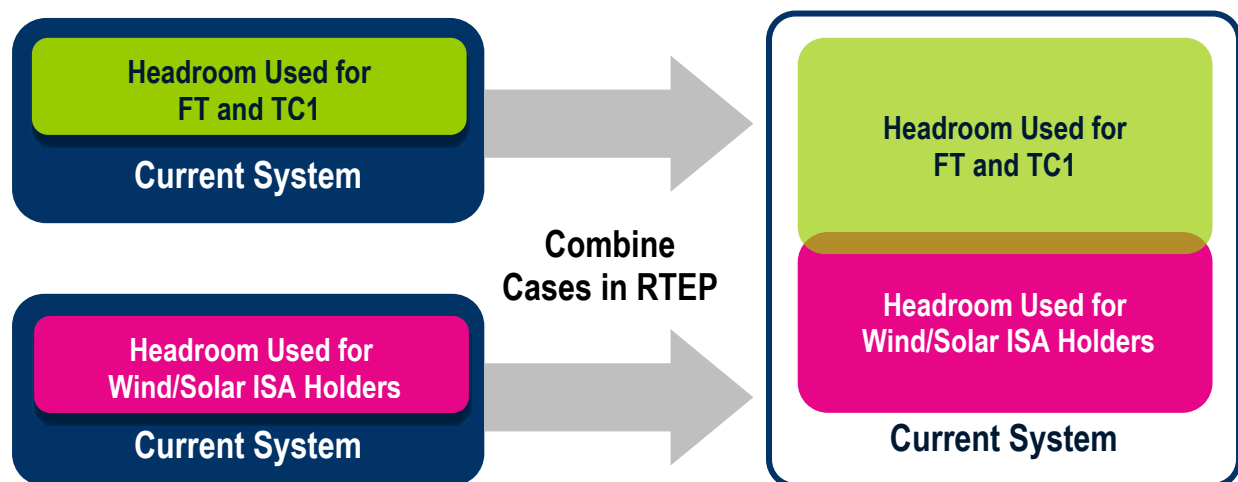 Headroom Used for
FT and TC1
Current System
Headroom Used for
Wind/Solar ISA Holders
Current System
Combine
Cases in RTEP
Headroom Used for
FT and TC1
Headroom Used for
Wind/Solar ISA Holders
Current System